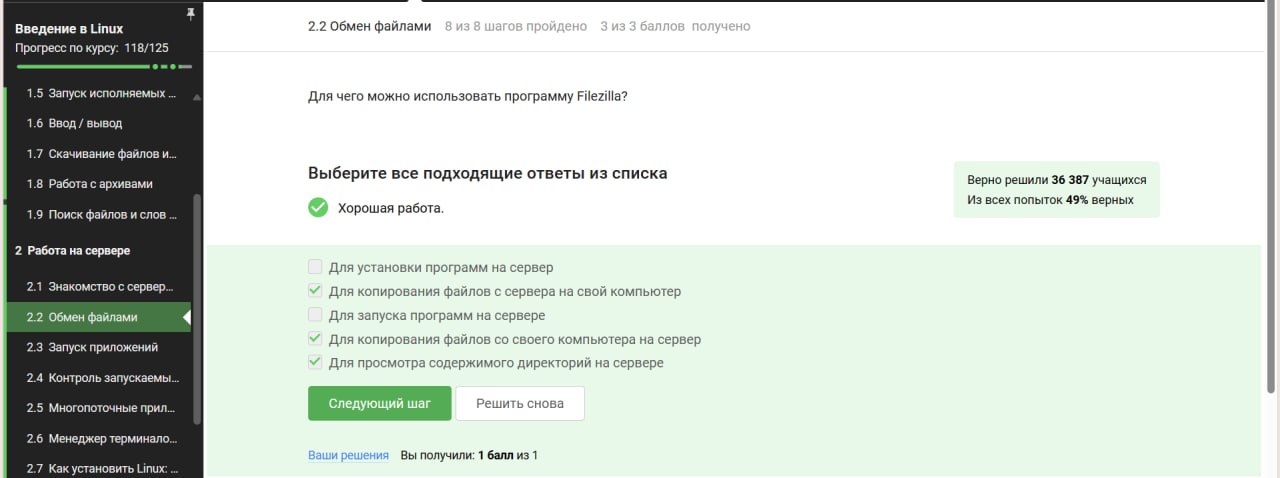 Введение в Linux
Прогресс по курсу: 118/125
1.5 Запуск исполняемых ...
1.6 Ввод / вывод
1.7 Скачивание файлов и...
1.8 Работа с архивами
1.9 Поиск файлов и слов ...
2 Работа на сервере
2.1 Знакомство с сервер...
2.2 Обмен файлами
2.3 Запуск приложений
2.4 Контроль запускаемы...
2.5 Многопоточные прил...
2.6 Менеджер терминало...
2.7 Как установить Linux: ...
2.2 Обмен файлами 8 из 8 шагов пройдено 3 из 3 баллов получено
Для чего можно использовать программу Filezilla?
Выберите все подходящие ответы из списка
Хорошая работа.
Верно решили 36 387 учащихся
Из всех попыток 49% верных
Для установки программ на сервер
Для копирования файлов с сервера на свой компьютер
Для запуска программ на сервере
Для копирования файлов со своего компьютера на сервер
Для просмотра содержимого директорий на сервере
Следующий шаг Решить снова
Ваши решения Вы получили: 1 балл из 1